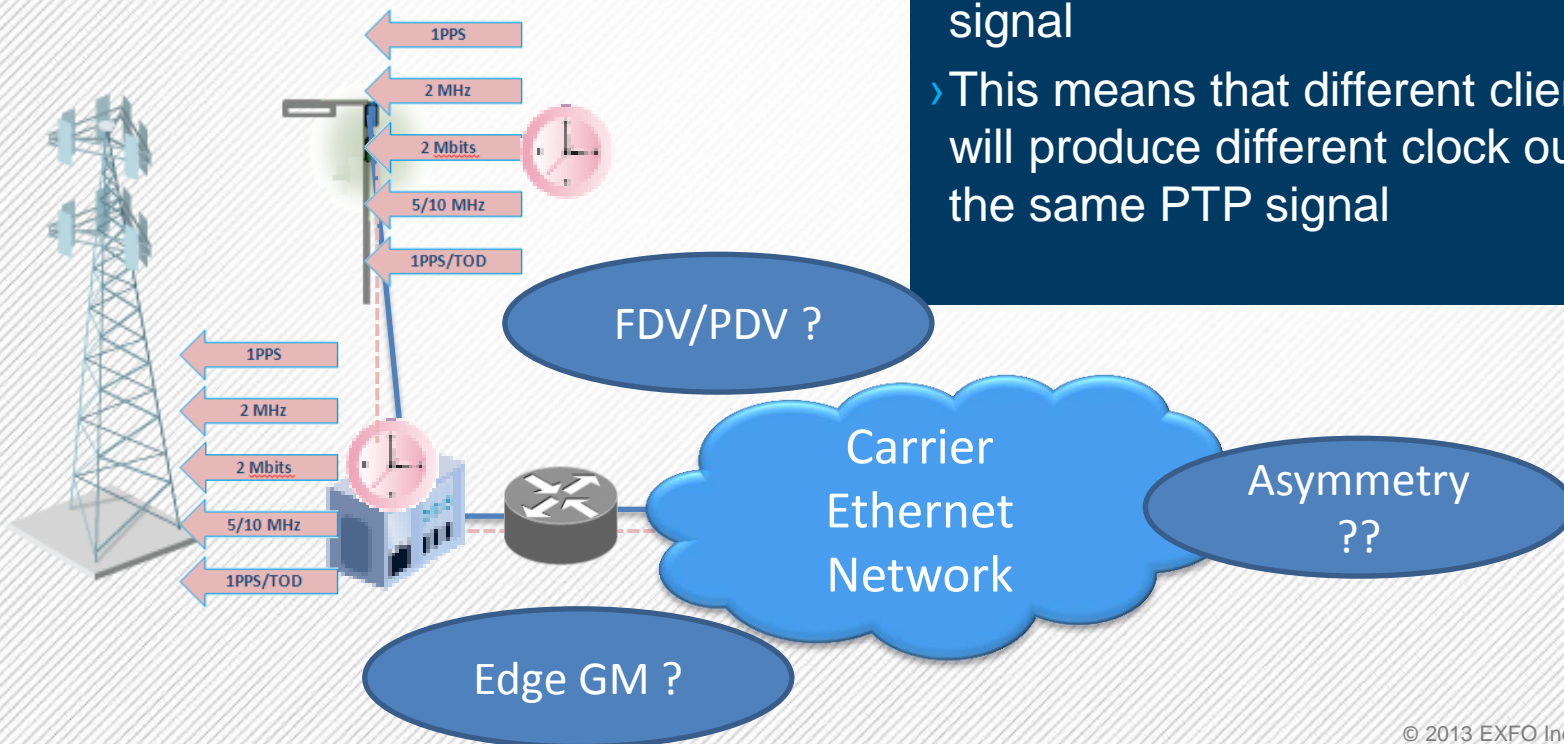 signal
› This means that different clie
will produce different clock ou
the same PTP signal
1PPS
2 MHz
2 Mbits
5/10 MHz
1PPS/TOD
FDV/PDV ?
1PPS
2 MHz
2 Mbits
5/10 MHz
1PPS/TOD
Carrier
Ethernet
Network
Asymmetry
??
Edge GM ?
© 2013 EXFO In